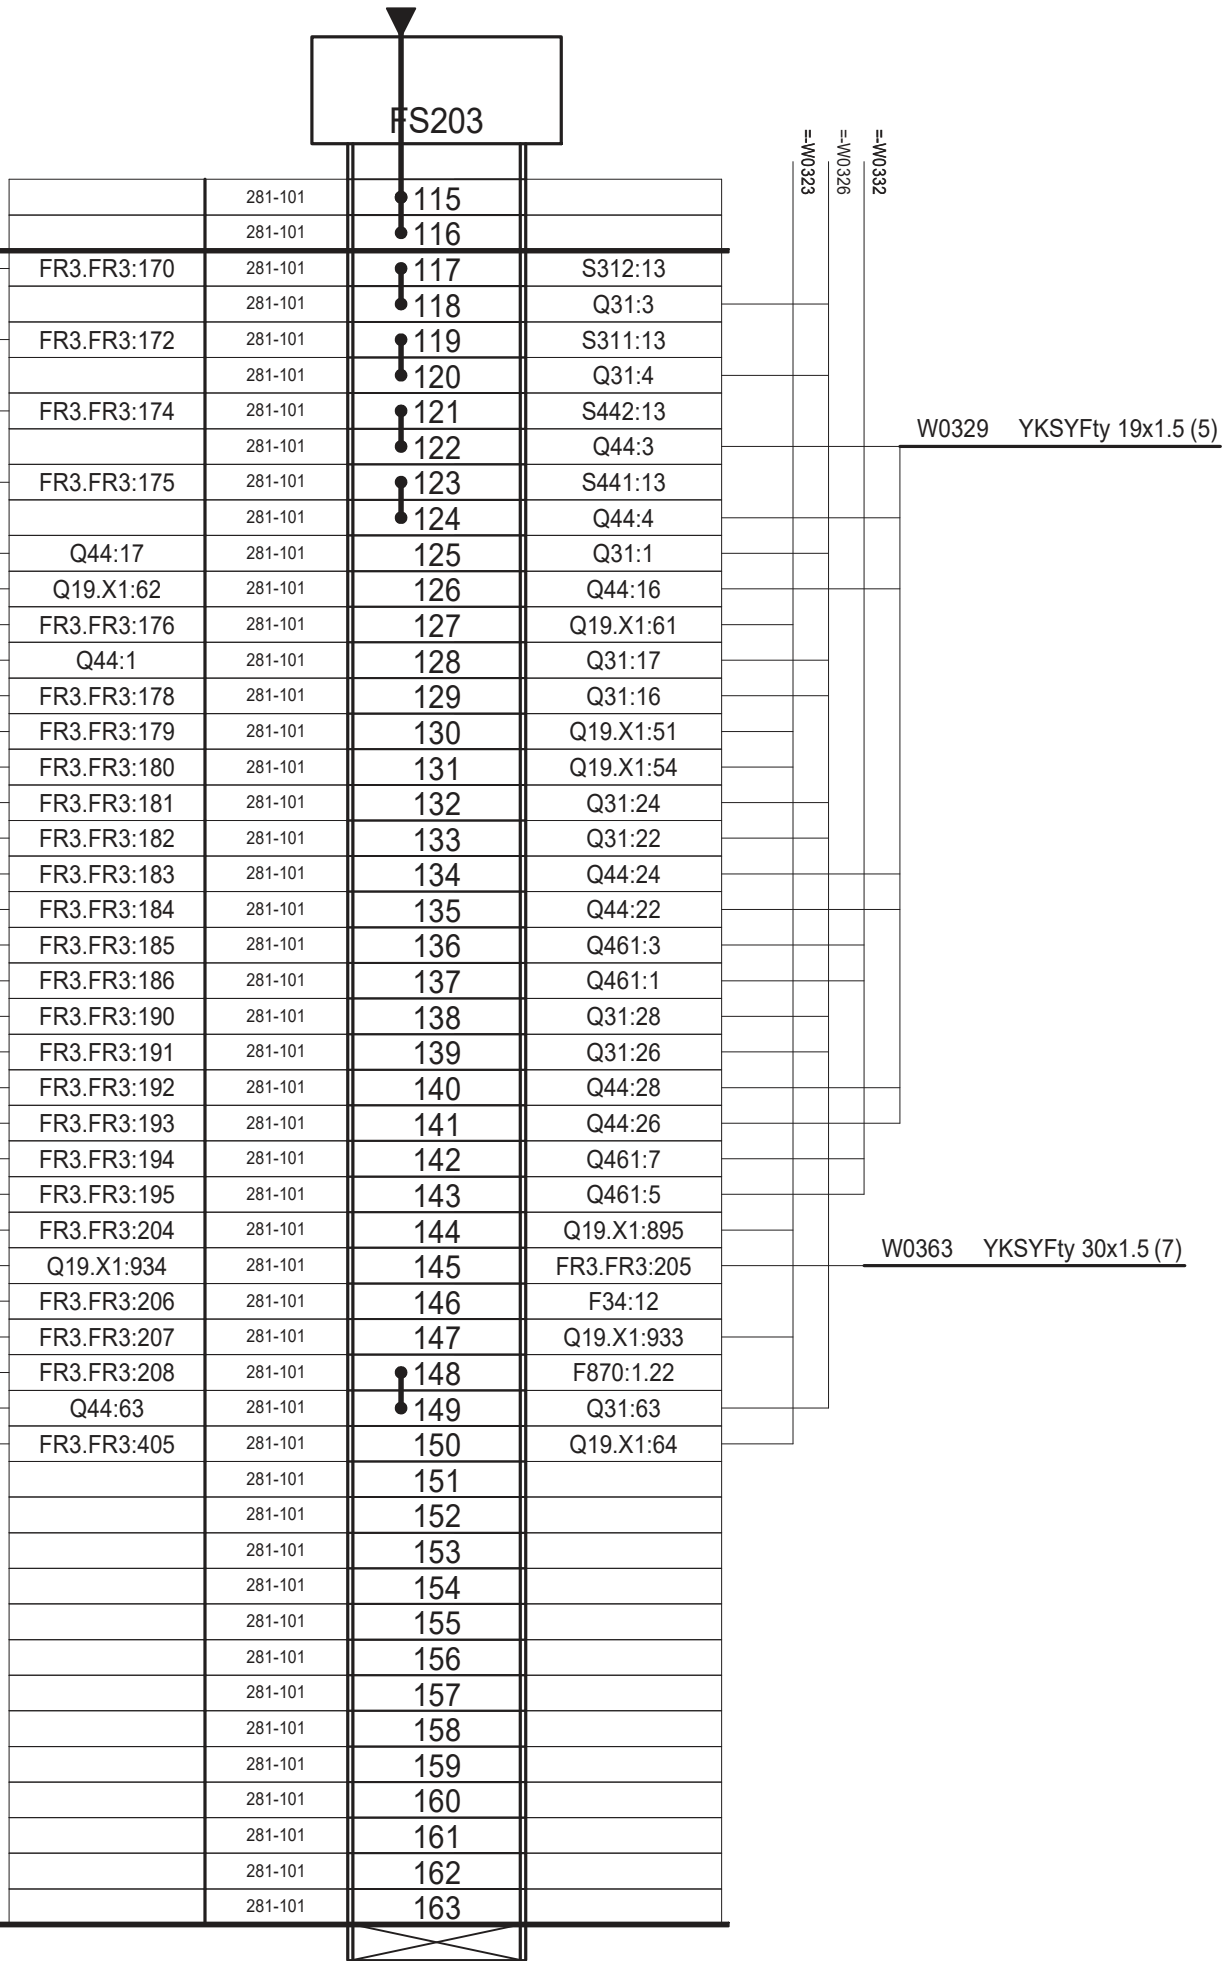 FS203
=-W0323
=-W0326
=-W0332
281-101 115
281-101 116
FR3.FR3:170 281-101 117 S312:13
281-101 118 Q31:3
FR3.FR3:172 281-101 119 S311:13
281-101 120 Q31:4
FR3.FR3:174 281-101 121 S442:13
W0329 YKSYFty 19x1.5 (5)
281-101 122 Q44:3
FR3.FR3:175 281-101 123 S441:13
281-101 124 Q44:4
Q44:17 281-101 125 Q31:1
Q19.X1:62 281-101 126 Q44:16
FR3.FR3:176 281-101 127 Q19.X1:61
Q44:1 281-101 128 Q31:17
FR3.FR3:178 281-101 129 Q31:16
FR3.FR3:179 281-101 130 Q19.X1:51
FR3.FR3:180 281-101 131 Q19.X1:54
FR3.FR3:181 281-101 132 Q31:24
FR3.FR3:182 281-101 133 Q31:22
FR3.FR3:183 281-101 134 Q44:24
FR3.FR3:184 281-101 135 Q44:22
FR3.FR3:185 281-101 136 Q461:3
FR3.FR3:186 281-101 137 Q461:1
FR3.FR3:190 281-101 138 Q31:28
FR3.FR3:191 281-101 139 Q31:26
FR3.FR3:192 281-101 140 Q44:28
FR3.FR3:193 281-101 141 Q44:26
FR3.FR3:194 281-101 142 Q461:7
FR3.FR3:195 281-101 143 Q461:5
FR3.FR3:204 281-101 144 Q19.X1:895
W0363 YKSYFty 30x1.5 (7)
Q19.X1:934 281-101 145 FR3.FR3:205
FR3.FR3:206 281-101 146 F34:12
FR3.FR3:207 281-101 147 Q19.X1:933
FR3.FR3:208 281-101 148 F870:1.22
Q44:63 281-101 149 Q31:63
FR3.FR3:405 281-101 150 Q19.X1:64
281-101 151
281-101 152
281-101 153
281-101 154
281-101 155
281-101 156
281-101 157
281-101 158
281-101 159
281-101 160
281-101 161
281-101 162
281-101 163